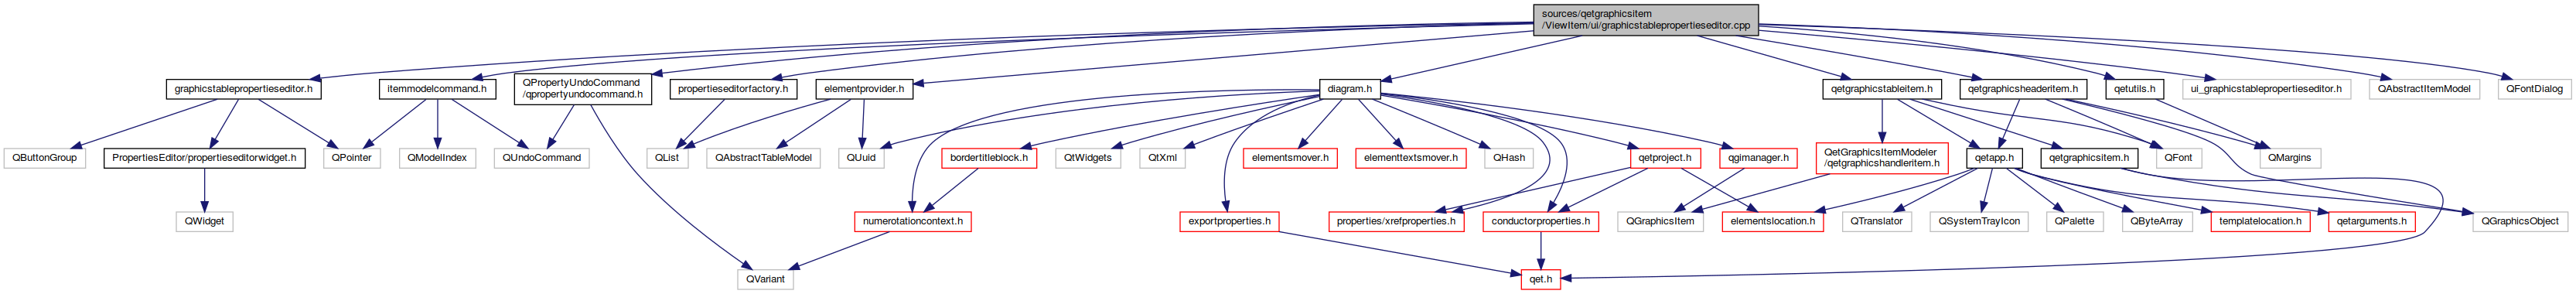 sources/qetgraphicsitem
/ViewItem/ui/graphicstablepropertieseditor.cpp
graphicstablepropertieseditor.h
itemmodelcommand.h
QPropertyUndoCommand
/qpropertyundocommand.h
propertieseditorfactory.h
elementprovider.h
diagram.h
qetgraphicstableitem.h
qetgraphicsheaderitem.h
qetutils.h
ui_graphicstablepropertieseditor.h
QAbstractItemModel
QFontDialog
QButtonGroup
PropertiesEditor/propertieseditorwidget.h
QPointer
QModelIndex
QUndoCommand
QList
QAbstractTableModel
QUuid
bordertitleblock.h
QtWidgets
QtXml
elementsmover.h
elementtextsmover.h
QHash
qetproject.h
qgimanager.h
QetGraphicsItemModeler
/qetgraphicshandleritem.h
qetapp.h
qetgraphicsitem.h
QFont
QMargins
QWidget
numerotationcontext.h
exportproperties.h
properties/xrefproperties.h
conductorproperties.h
QGraphicsItem
elementslocation.h
QTranslator
QSystemTrayIcon
QPalette
QByteArray
templatelocation.h
qetarguments.h
QGraphicsObject
QVariant
qet.h